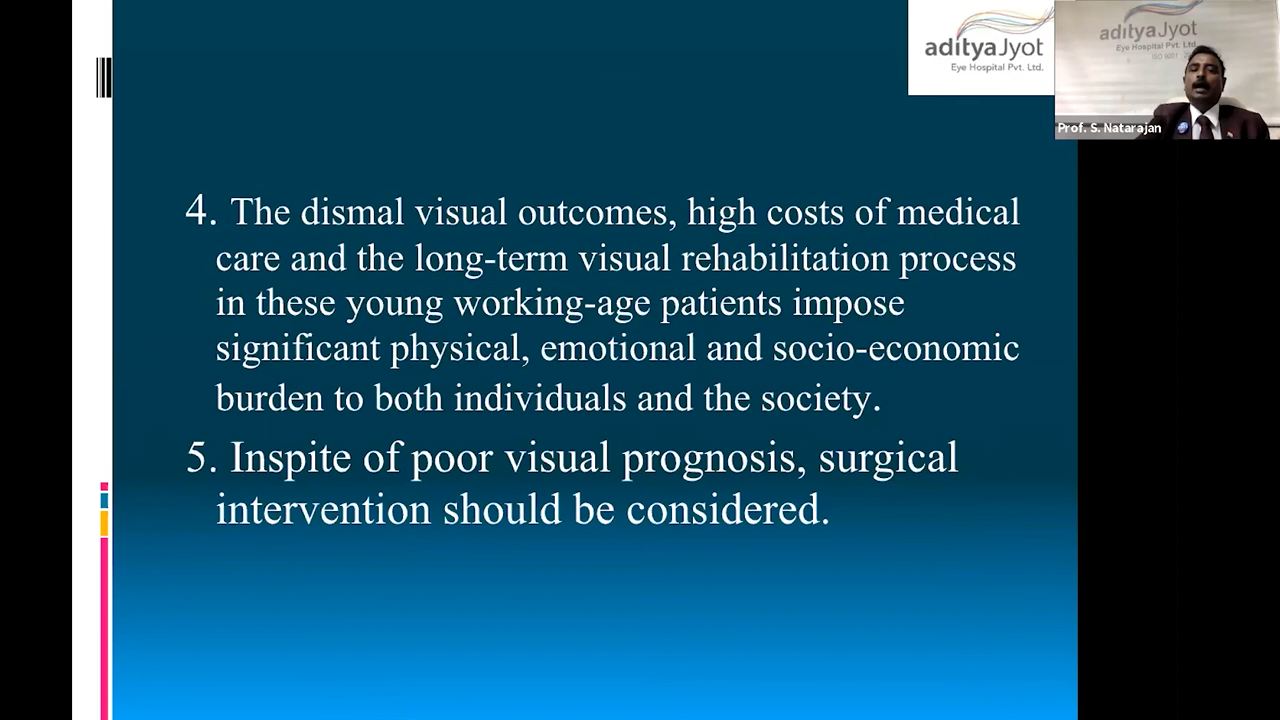 adityaJyot
Eye Hospital Pvt. Ltd.
adityaJyot
Eye Hospital Pvt. Ltd.
Prof. S. Natarajan
4. The dismal visual outcomes, high costs of medical
care and the long-term visual rehabilitation process
in these young working-age patients impose
significant physical, emotional and socio-economic
burden to both individuals and the society.
5. Inspite of poor visual prognosis, surgical
intervention should be considered.